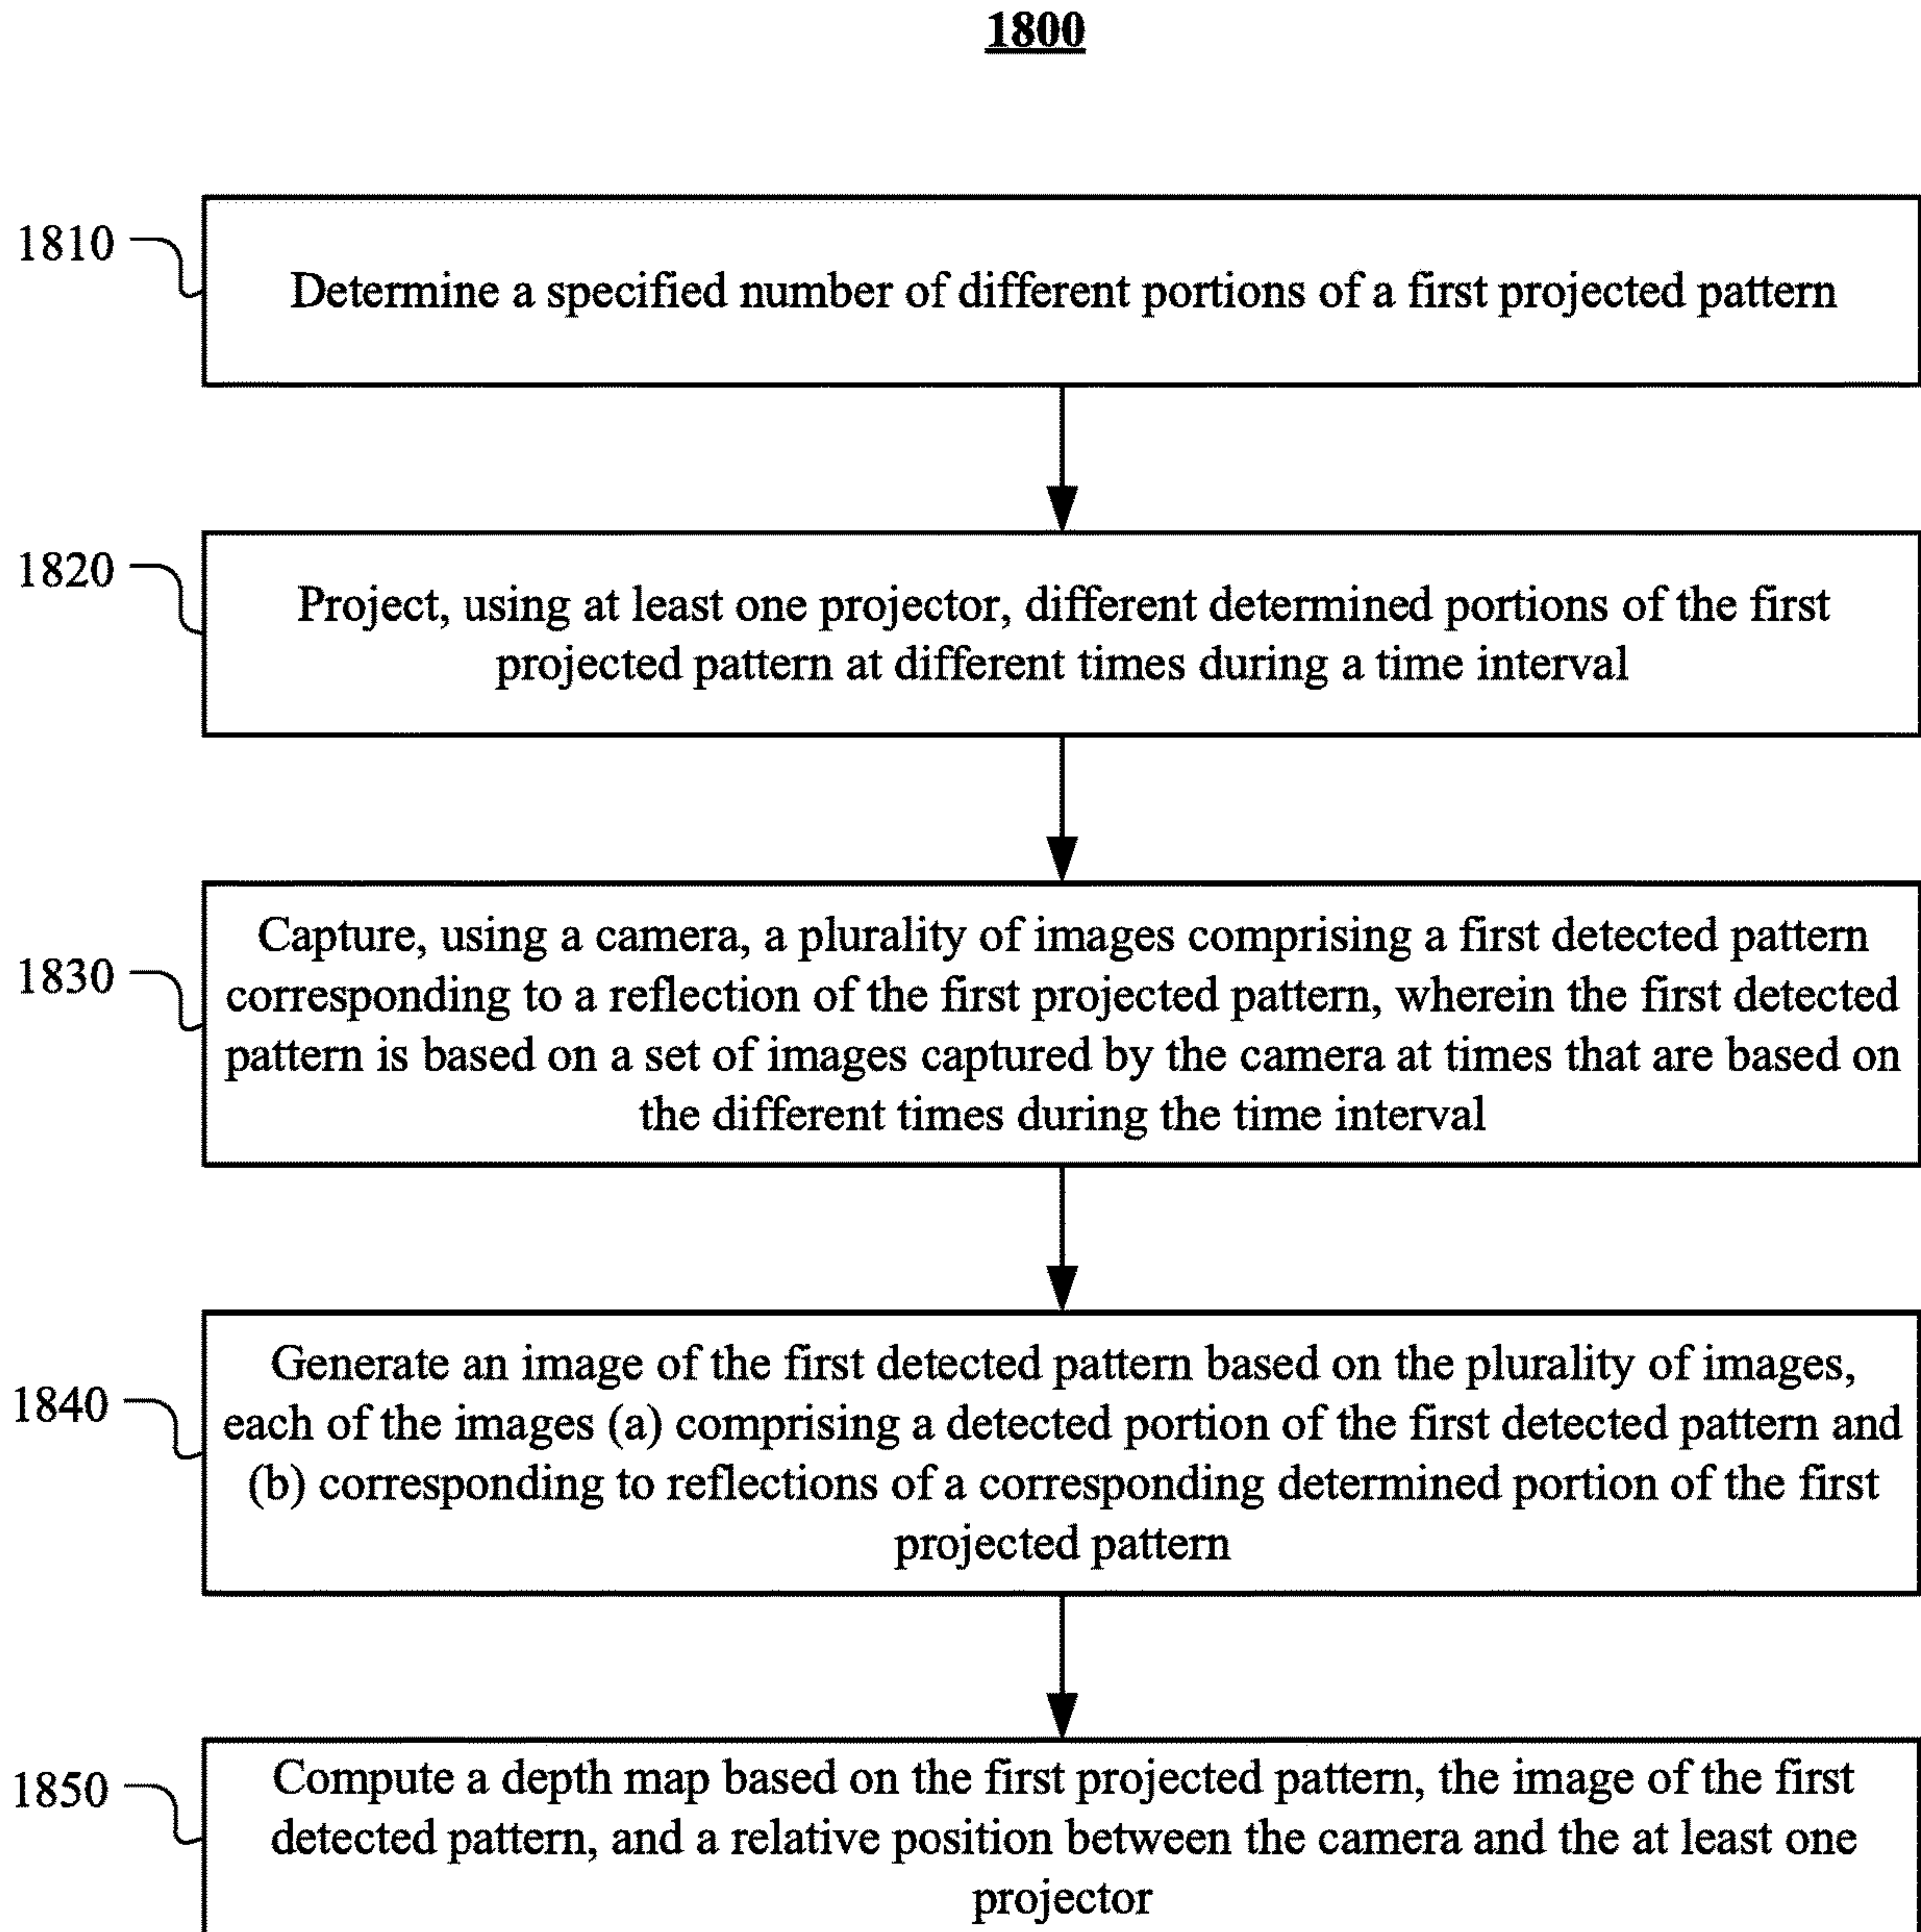 1800
1810
Determine a specified number of different portions of a first projected pattern
1820
Project, using at least one projector, different determined portions of the first
projected pattern at different times during a time interval
1830
Capture, using a camera, a plurality of images comprising a first detected pattern
corresponding to a reflection of the first projected pattern, wherein the first detected
pattern is based on a set of images captured by the camera at times that are based on
the different times during the time interval
1840
Generate an image of the first detected pattern based on the plurality of images,
each of the images (a) comprising a detected portion of the first detected pattern and
(b) corresponding to reflections of a corresponding determined portion of the first
projected pattern
1850
Compute a depth map based on the first projected pattern, the image of the first
detected pattern, and a relative position between the camera and the at least one
projector